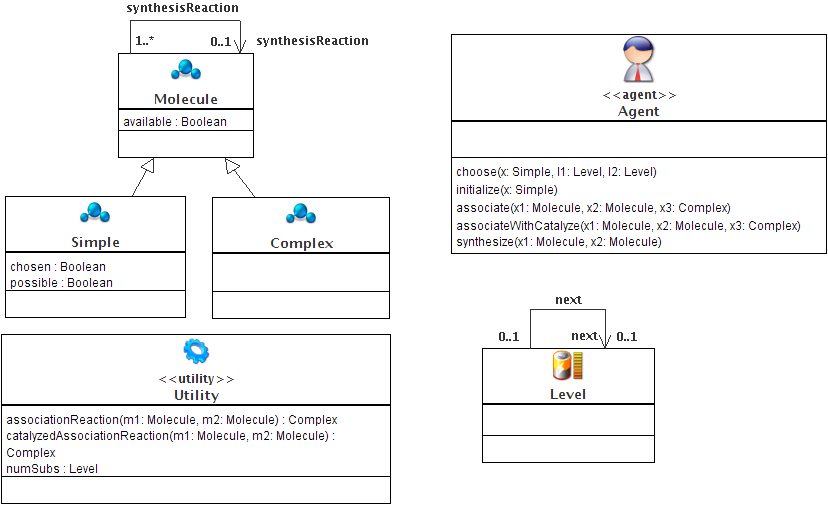 synthesisReaction
1..*
0..1
synthesisReaction
Molecule
available : Boolean
Simple
chosen : Boolean
possible : Boolean
Complex
<<utility>>
Utility
associationReaction(m1: Molecule, m2: Molecule) : Complex
catalyzedAssociationReaction(m1: Molecule, m2: Molecule) :
Complex
numSubs : Level
<<agent>>
Agent
choose(x: Simple, l1: Level, l2: Level)
initialize(x: Simple)
associate(x1: Molecule, x2: Molecule, x3: Complex)
associateWithCatalyze(x1: Molecule, x2: Molecule, x3: Complex)
synthesize(x1: Molecule, x2: Molecule)
next
0..1
next
0..1
Level